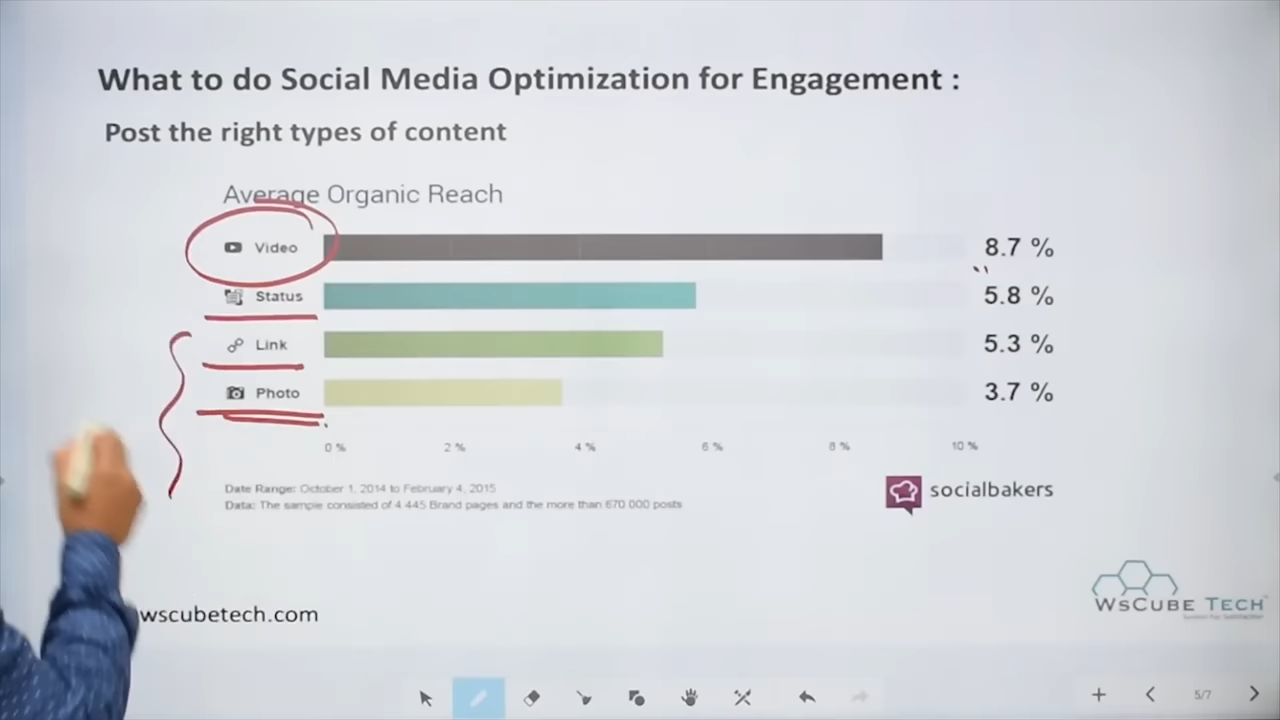 What to do Social Media Optimization for Engagement :
Post the right types of content
Average Organic Reach
Video 8.7 %
Status 5.8 %
Link 5.3 %
Photo 3.7 %
0 % 2 % 4 % 6 % 8 % 10 %
Date Range: October 1, 2014 to February 4, 2015
Data: The sample consisted of 4 445 Brand pages and the more than 670 000 posts
socialbakers
wscubetech.com
WsCube Tech
5/7